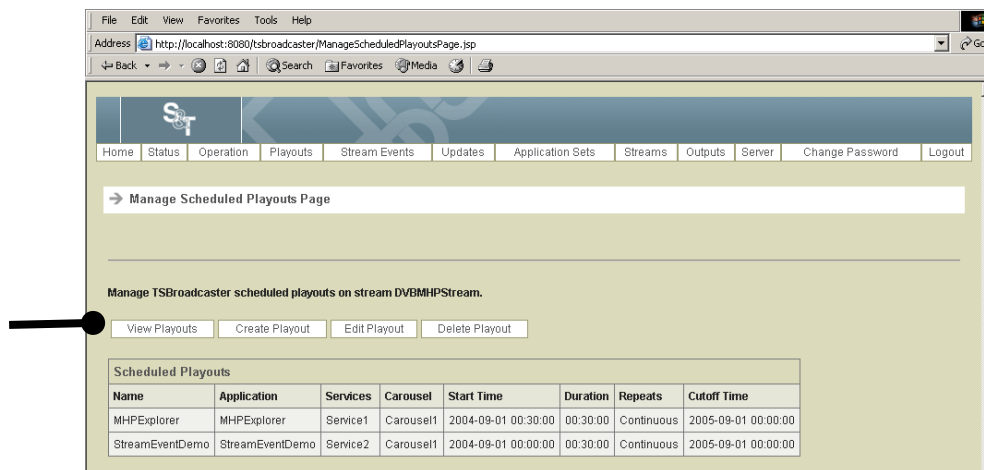 File Edit View Favorites Tools Help
Address http://localhost:8080/tsbroadcaster/ManageScheduledPlayoutsPage.jsp Go
Back Search Favorites Media
S&T
Home Status Operation Playouts Stream Events Updates Application Sets Streams Outputs Server Change Password Logout
Manage Scheduled Playouts Page
Manage TSBroadcaster scheduled playouts on stream DVBMHPStream.
View Playouts Create Playout Edit Playout Delete Playout
Scheduled Playouts
Name Application Services Carousel Start Time Duration Repeats Cutoff Time
MHPExplorer MHPExplorer Service1 Carousel1 2004-09-01 00:30:00 00:30:00 Continuous 2005-09-01 00:00:00
StreamEventDemo StreamEventDemo Service2 Carousel1 2004-09-01 00:00:00 00:30:00 Continuous 2005-09-01 00:00:00